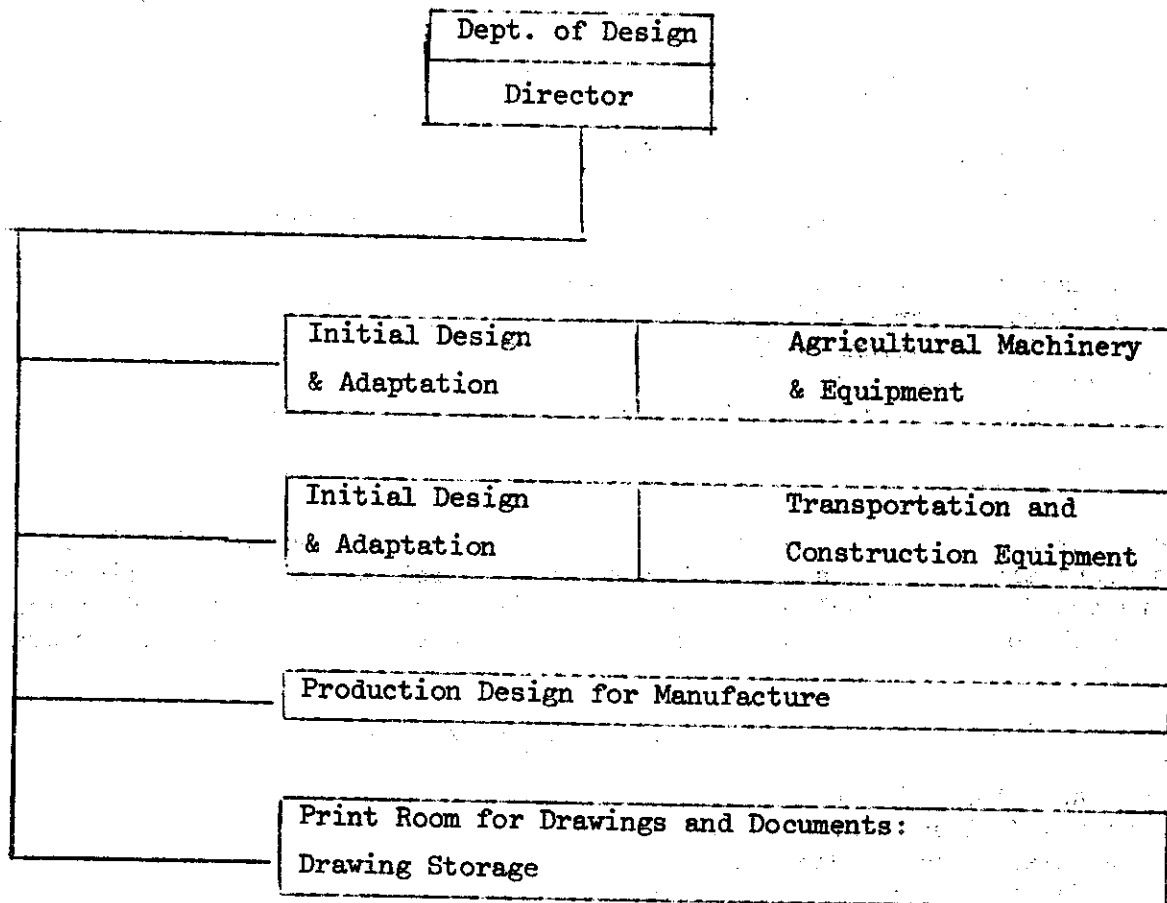 Dept. of Design
Director
Initial Design
& Adaptation
Agricultural Machinery
& Equipment
Initial Design
& Adaptation
Transportation and
Construction Equipment
Production Design for Manufacture
Print Room for Drawings and Documents:
Drawing Storage